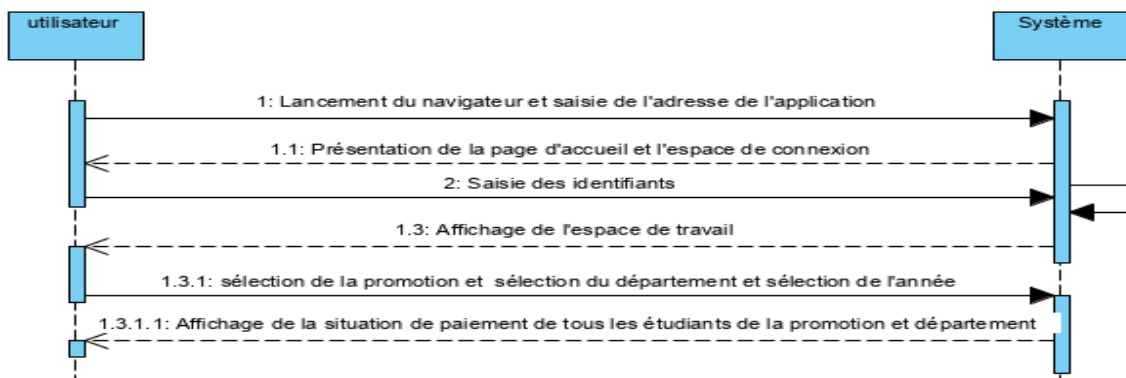 utilisateur
Système
1: Lancement du navigateur et saisie de l'adresse de l'application
1.1: Présentation de la page d'accueil et l'espace de connexion
2: Saisie des identifiants
1.3: Affichage de l'espace de travail
1.3.1: sélection de la promotion et  sélection du département et sélection de l'année
1.3.1.1: Affichage de la situation de paiement de tous les étudiants de la promotion et département